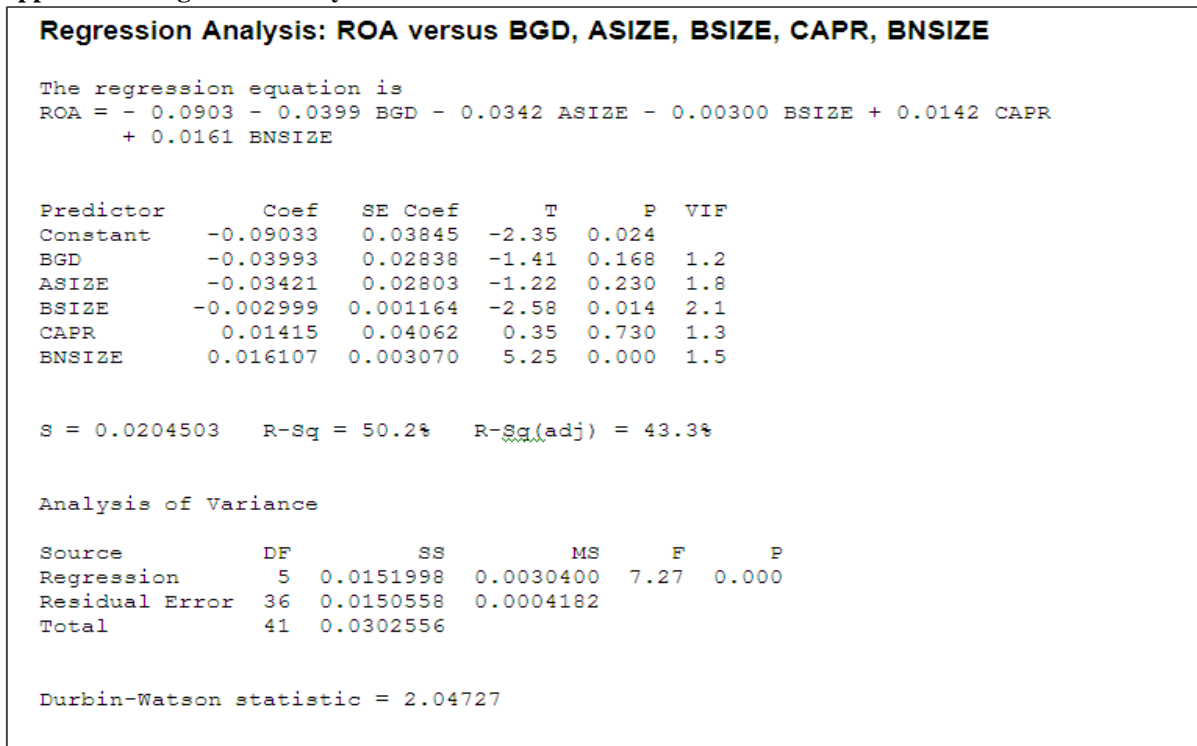 Regression Analysis: ROA versus BGD, ASIZE, BSIZE, CAPR, BNSIZE
The regression equation is
ROA = - 0.0903 - 0.0399 BGD - 0.0342 ASIZE - 0.00300 BSIZE + 0.0142 CAPR
+ 0.0161 BNSIZE
Predictor Coef SE Coef T P VIF
Constant -0.09033 0.03845 -2.35 0.024
BGD -0.03993 0.02838 -1.41 0.168 1.2
ASIZE -0.03421 0.02803 -1.22 0.230 1.8
BSIZE -0.002999 0.001164 -2.58 0.014 2.1
CAPR 0.01415 0.04062 0.35 0.730 1.3
BNSIZE 0.016107 0.003070 5.25 0.000 1.5
S = 0.0204503 R-Sq = 50.2% R-Sq(adj) = 43.3%
Analysis of Variance
Source DF SS MS F P
Regression 5 0.0151998 0.0030400 7.27 0.000
Residual Error 36 0.0150558 0.0004182
Total 41 0.0302556
Durbin-Watson statistic = 2.04727